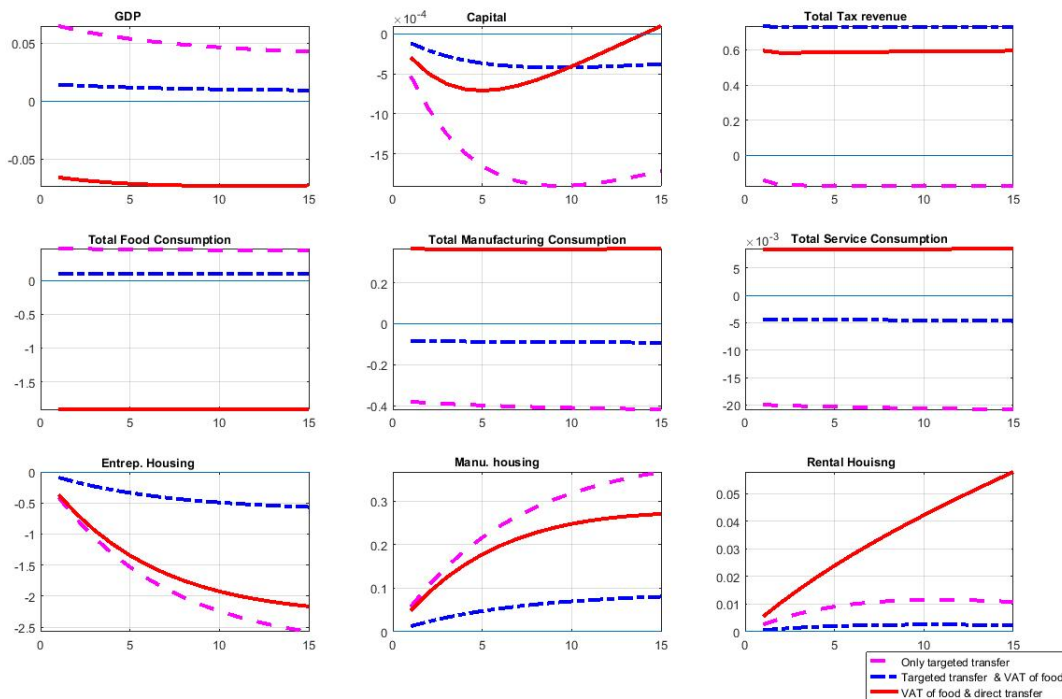 GDP
0.05
0
-0.05
0 5 10 15
Capital
×10⁻⁴
0
-5
-10
-15
0 5 10 15
Total Tax revenue
0.6
0.4
0.2
0
0 5 10 15
Total Food Consumption
0
-0.5
-1
-1.5
0 5 10 15
Total Manufacturing Consumption
0.2
0
-0.2
-0.4
0 5 10 15
Total Service Consumption
×10⁻³
5
0
-5
-10
-15
-20
0 5 10 15
Entrep. Housing
0
-0.5
-1
-1.5
-2
-2.5
0 5 10 15
Manu. housing
0.3
0.2
0.1
0
0 5 10 15
Rental Houisng
0.05
0.04
0.03
0.02
0.01
0
0 5 10 15
Only targeted transfer
Targeted transfer & VAT of food
VAT of food & direct transfer